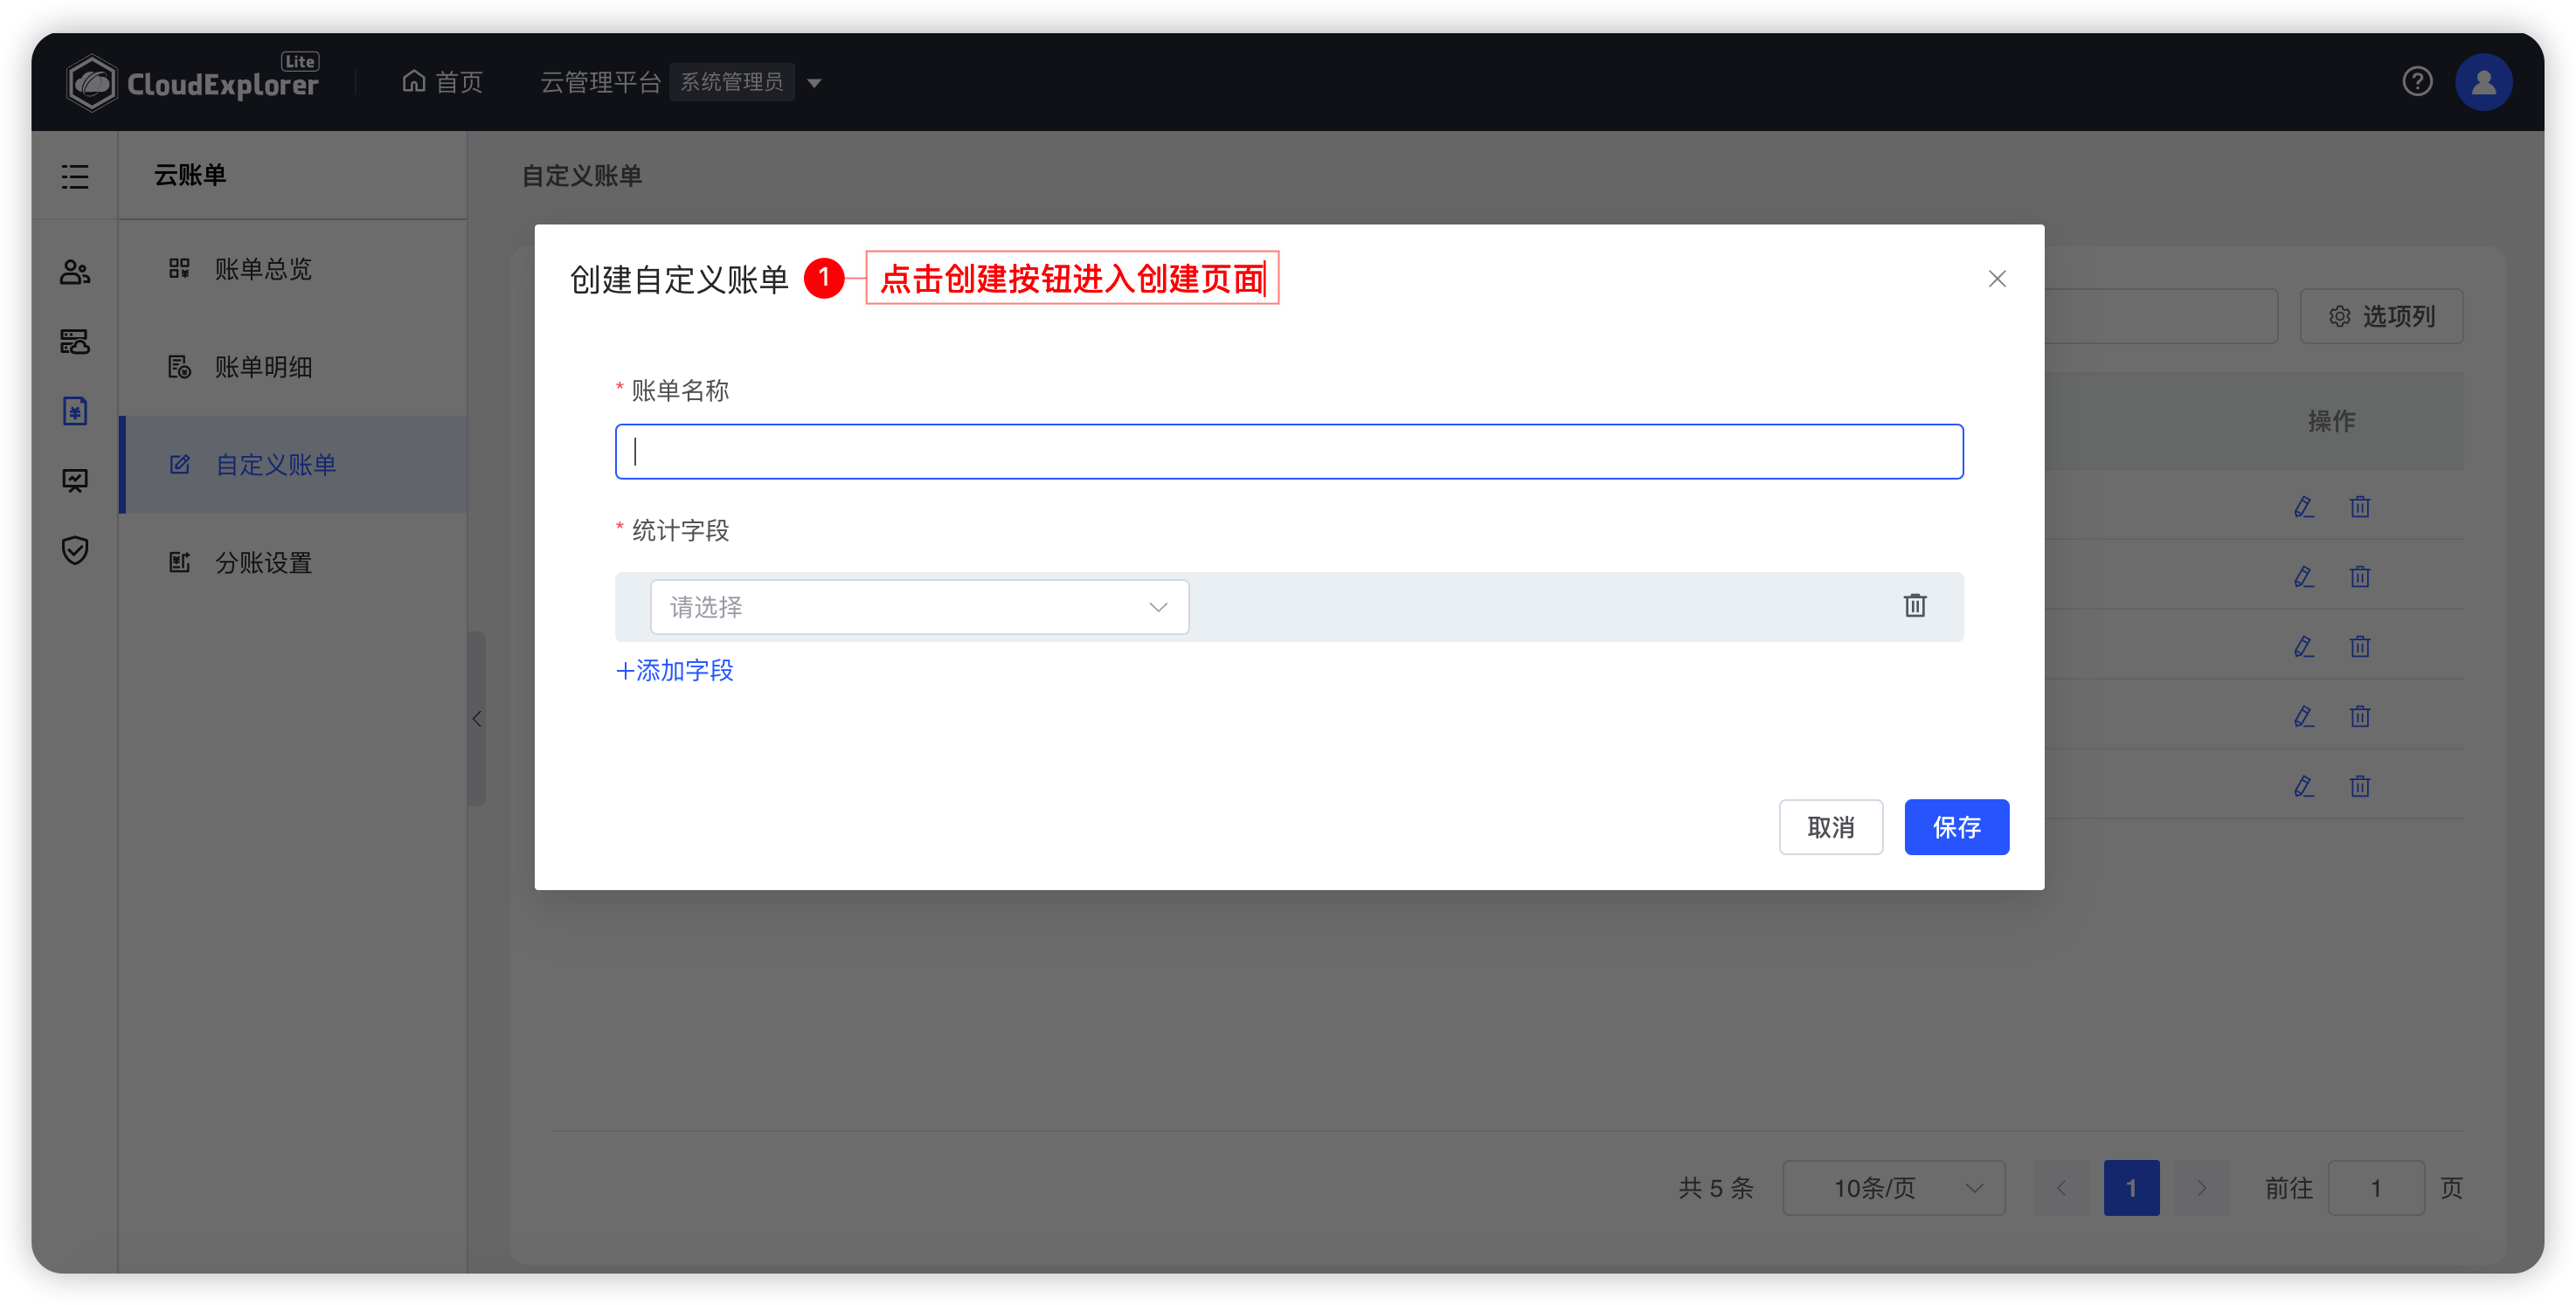 CloudExplorer Lite
首页
云管理平台 系统管理员
云账单
账单总览
账单明细
自定义账单
分账设置
自定义账单
创建自定义账单
1 点击创建按钮进入创建页面
选项列
操作
* 账单名称
* 统计字段
请选择
+添加字段
取消 保存
共 5 条 10条/页 1 前往 1 页